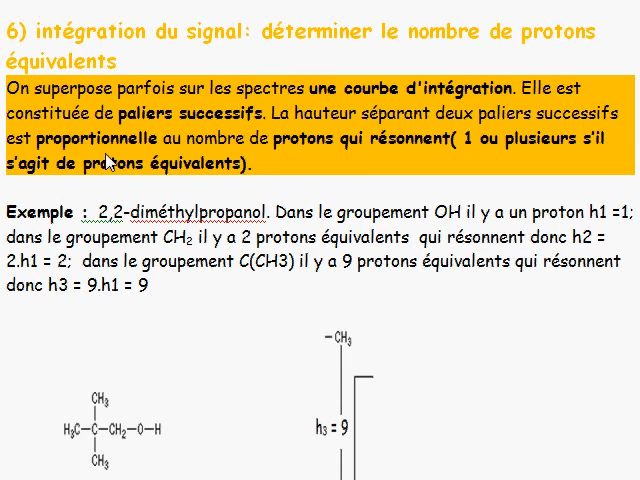 6) intégration du signal: déterminer le nombre de protons
équivalents
On superpose parfois sur les spectres une courbe d'intégration. Elle est
constituée de paliers successifs. La hauteur séparant deux paliers successifs
est proportionnelle au nombre de protons qui résonnent( 1 ou plusieurs s'il
s'agit de protons équivalents).
Exemple : 2,2-diméthylpropanol. Dans le groupement OH il y a un proton h1 =1;
dans le groupement CH₂ il y a 2 protons équivalents qui résonnent donc h2 =
2.h1 = 2; dans le groupement C(CH3) il y a 9 protons équivalents qui résonnent
donc h3 = 9.h1 = 9
-CH₃
CH₃
H₃C-C-CH₂-O-H
CH₃
h₃ = 9